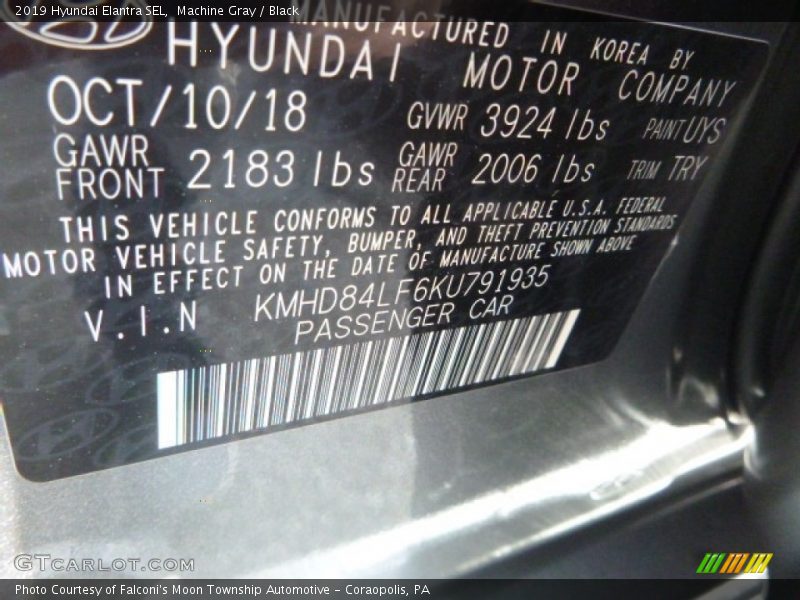 2019 Hyundai Elantra SEL, Machine Gray / Black
MANUFACTURED IN KOREA BY
HYUNDAI MOTOR COMPANY
OCT/10/18 GVWR 3924 lbs PAINT UYS
GAWR FRONT 2183 lbs GAWR REAR 2006 lbs TRIM TRY
THIS VEHICLE CONFORMS TO ALL APPLICABLE U.S.A. FEDERAL
MOTOR VEHICLE SAFETY, BUMPER, AND THEFT PREVENTION STANDARDS
IN EFFECT ON THE DATE OF MANUFACTURE SHOWN ABOVE
V.I.N KMHD84LF6KU791935
PASSENGER CAR
GTCARLOT.COM
Photo Courtesy of Falconi's Moon Township Automotive - Coraopolis, PA